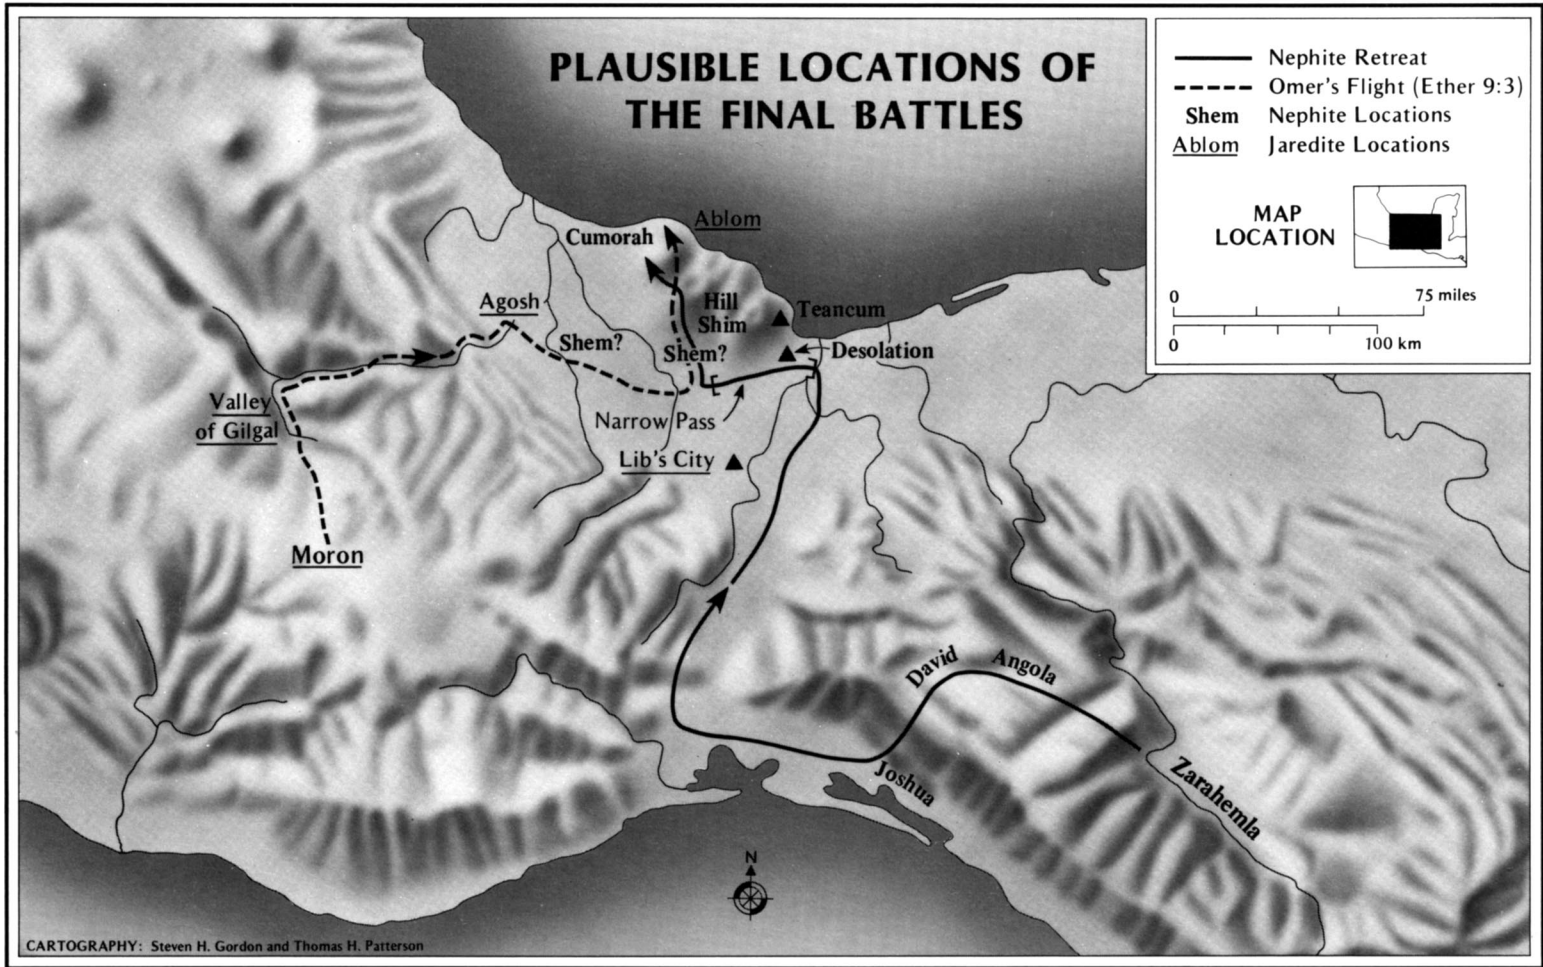 PLAUSIBLE LOCATIONS OF
THE FINAL BATTLES
Nephite Retreat
Omer's Flight (Ether 9:3)
Shem Nephite Locations
Ablom Jaredite Locations
MAP
LOCATION
0 75 miles
0 100 km
Ablom
Cumorah
Agosh
Hill
Shim
Teancum
Shem?
Shem?
Desolation
Valley
of Gilgal
Narrow Pass
Lib's City
Moron
David
Angola
Joshua
Zarahemla
N
CARTOGRAPHY: Steven H. Gordon and Thomas H. Patterson